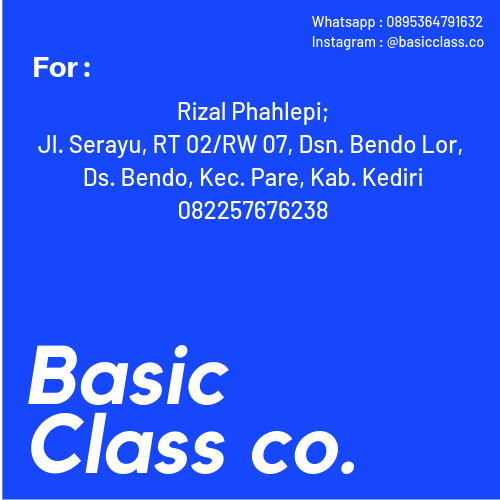 Whatsapp : 0895364791632
Instagram : @basicclass.co
For :
Rizal Phahlepi;
Jl. Serayu, RT 02/RW 07, Dsn. Bendo Lor,
Ds. Bendo, Kec. Pare, Kab. Kediri
082257676238
Basic
Class co.